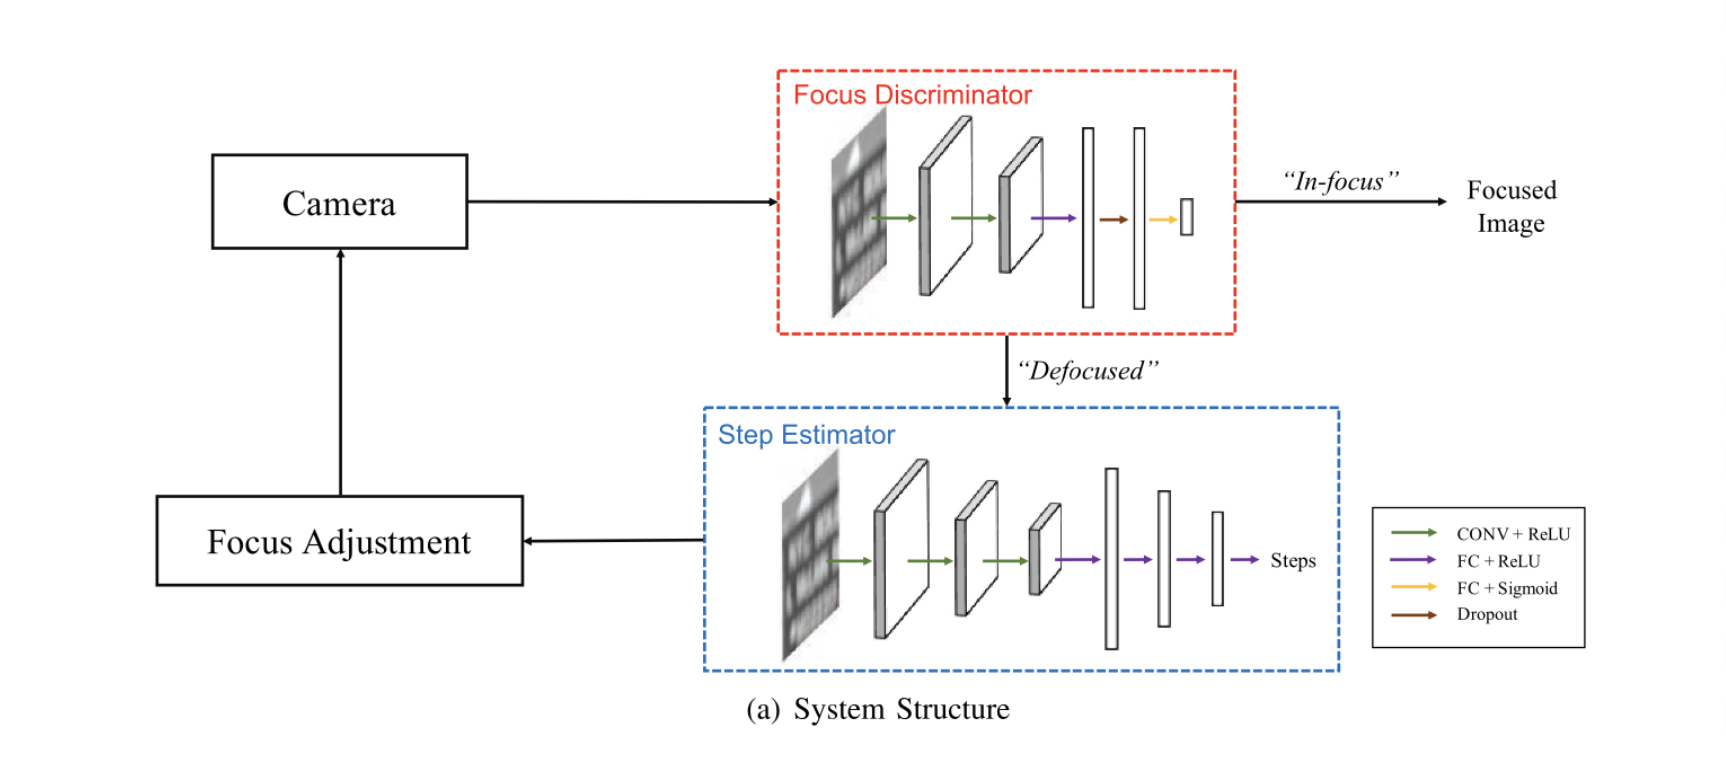 Focus Discriminator
Camera
“In-focus”
Focused
Image
“Defocused”
Step Estimator
Focus Adjustment
Steps
CONV + ReLU
FC + ReLU
FC + Sigmoid
Dropout
(a) System Structure